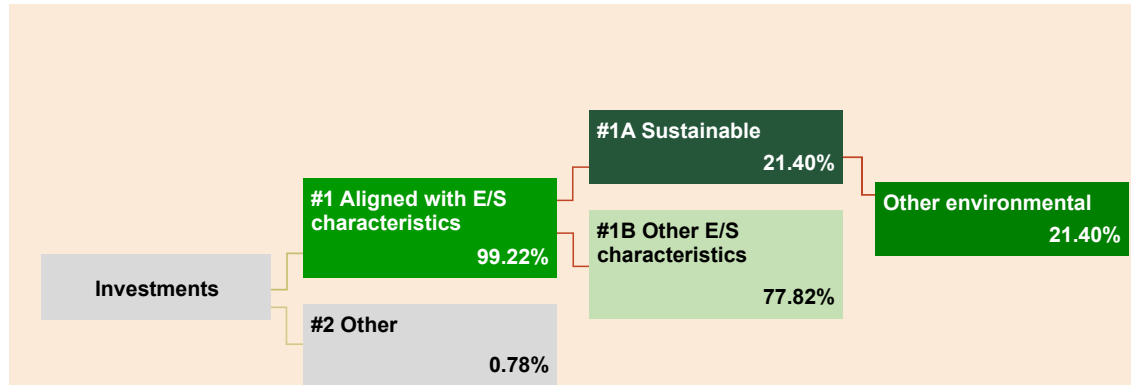 #1A Sustainable
21.40%
#1 Aligned with E/S
characteristics
99.22%
Other environmental
21.40%
#1B Other E/S
characteristics
77.82%
Investments
#2 Other
0.78%